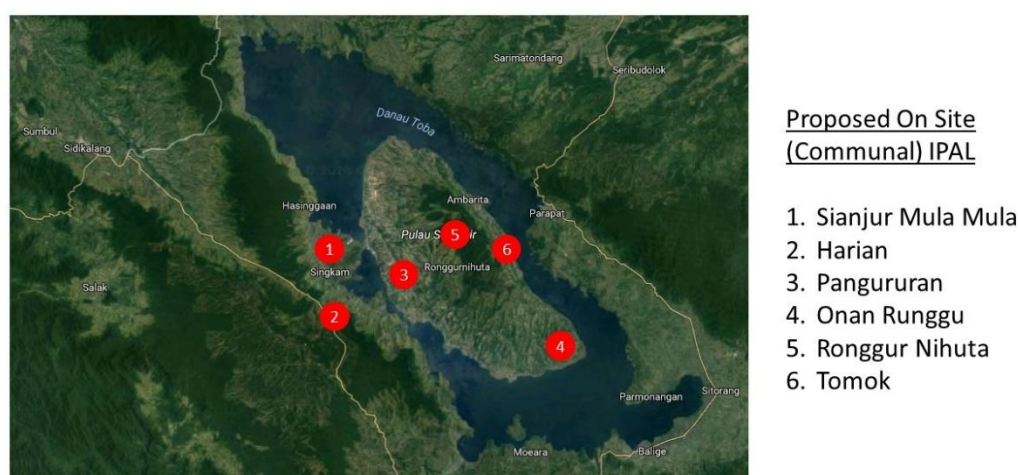 Sarimatondang
Seribudolok
Danau Toba
Sumbul
Sidikalang
Hasinggaan
Ambarita
Parapat
Pulau S ir
5
6
1
Singkam
3
Ronggurnihuta
Salak
2
4
Parmonangan
Sitorang
Moeara
Balige
Proposed On Site
(Communal) IPAL
1. Sianjur Mula Mula
2. Harian
3. Pangururan
4. Onan Runggu
5. Ronggur Nihuta
6. Tomok